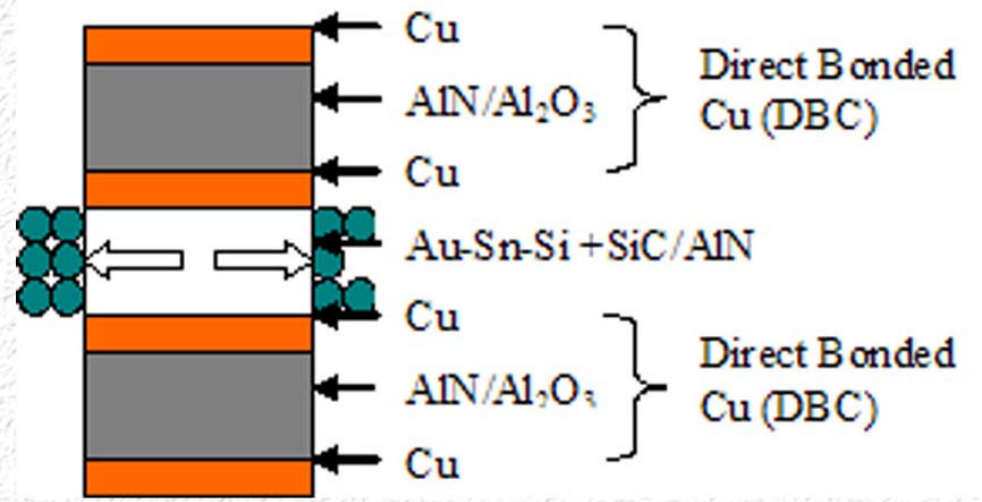 Cu
AlN/Al₂O₃
Direct Bonded
Cu (DBC)
Cu
Au-Sn-Si + SiC/AlN
Cu
AlN/Al₂O₃
Direct Bonded
Cu (DBC)
Cu